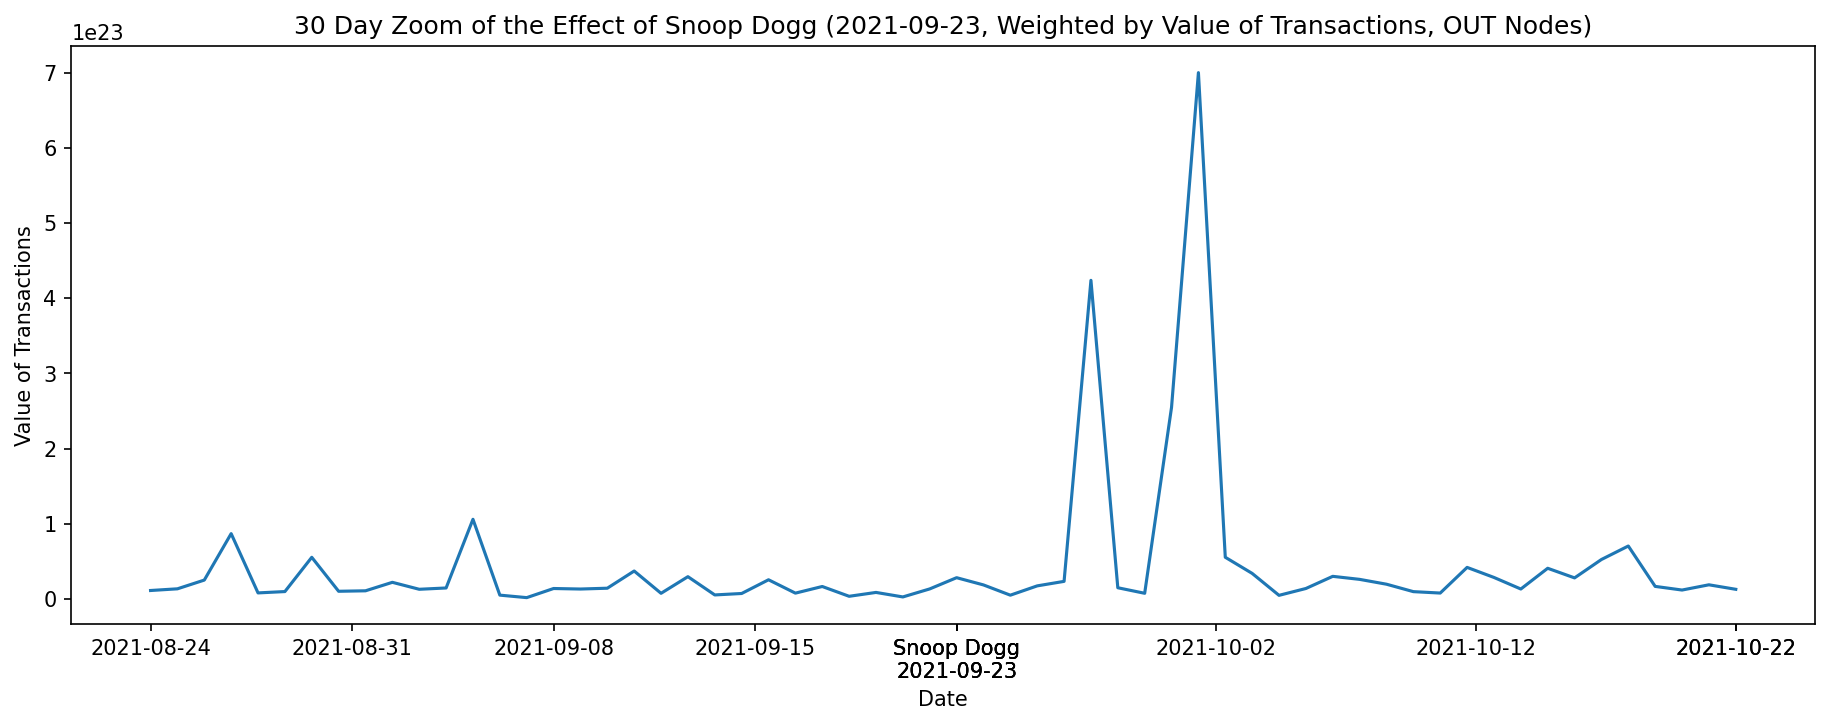 30 Day Zoom of the Effect of Snoop Dogg (2021-09-23, Weighted by Value of Transactions, OUT Nodes)
1e23
7
6
5
4
3
2
1
0
Value of Transactions
2021-08-24 2021-08-31 2021-09-08 2021-09-15 Snoop Dogg 2021-10-02 2021-10-12 2021-10-22
2021-09-23
Date